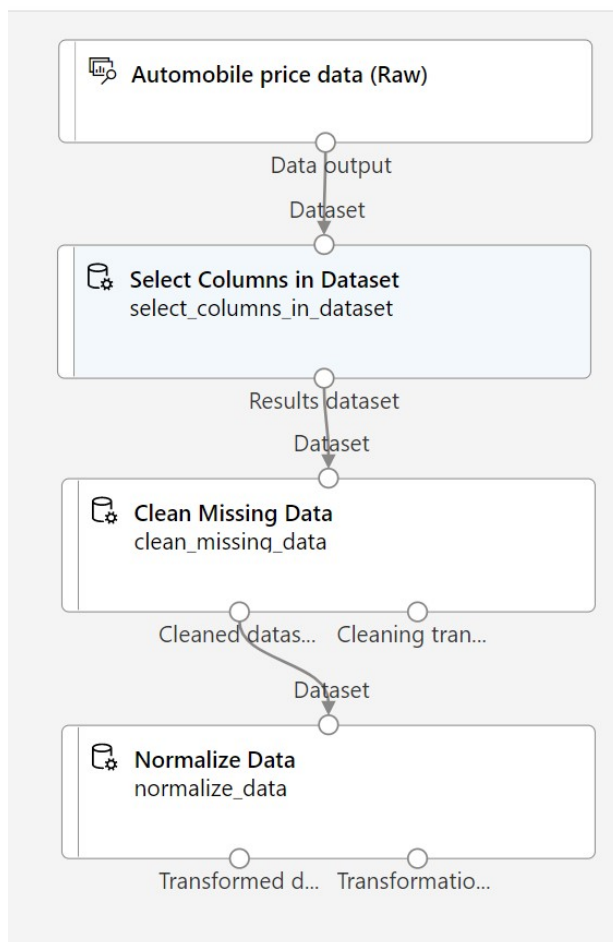 Automobile price data (Raw)
Data output
Dataset
Select Columns in Dataset
select_columns_in_dataset
Results dataset
Dataset
Clean Missing Data
clean_missing_data
Cleaned datas... Cleaning tran...
Dataset
Normalize Data
normalize_data
Transformed d... Transformatio...